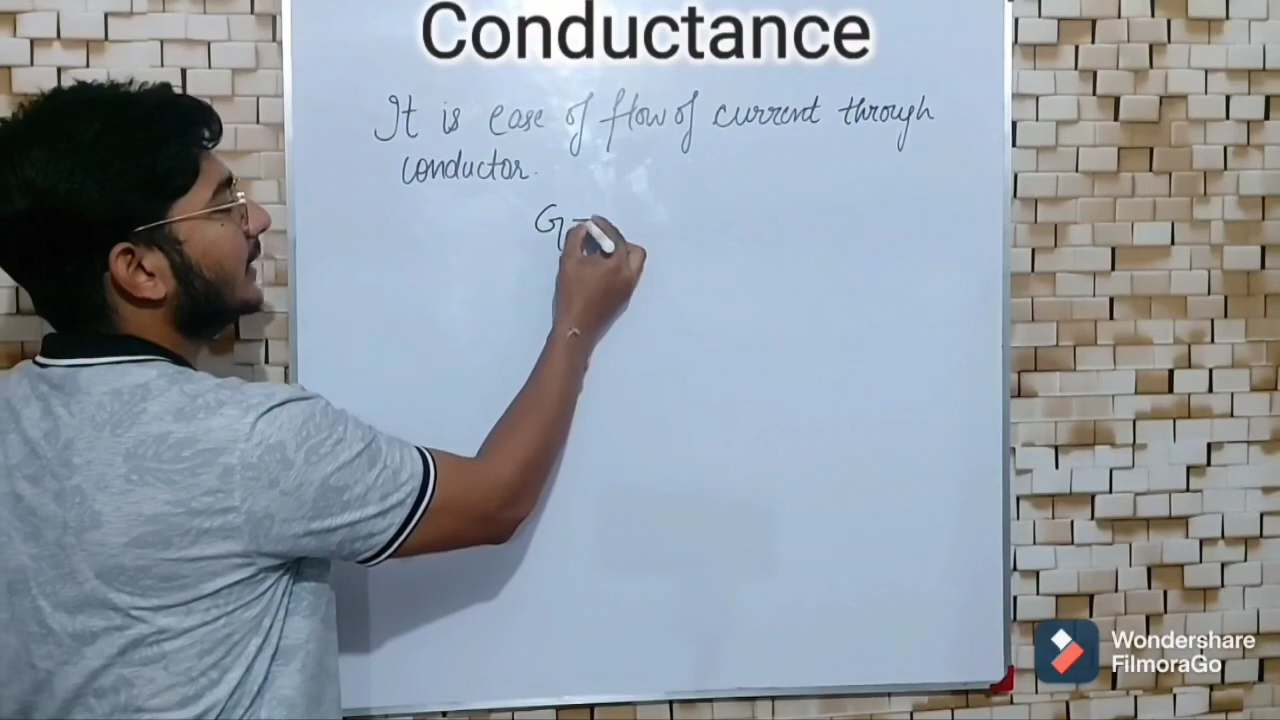 Conductance
It is ease of flow of current through
conductor.
G =
Wondershare
FilmoraGo